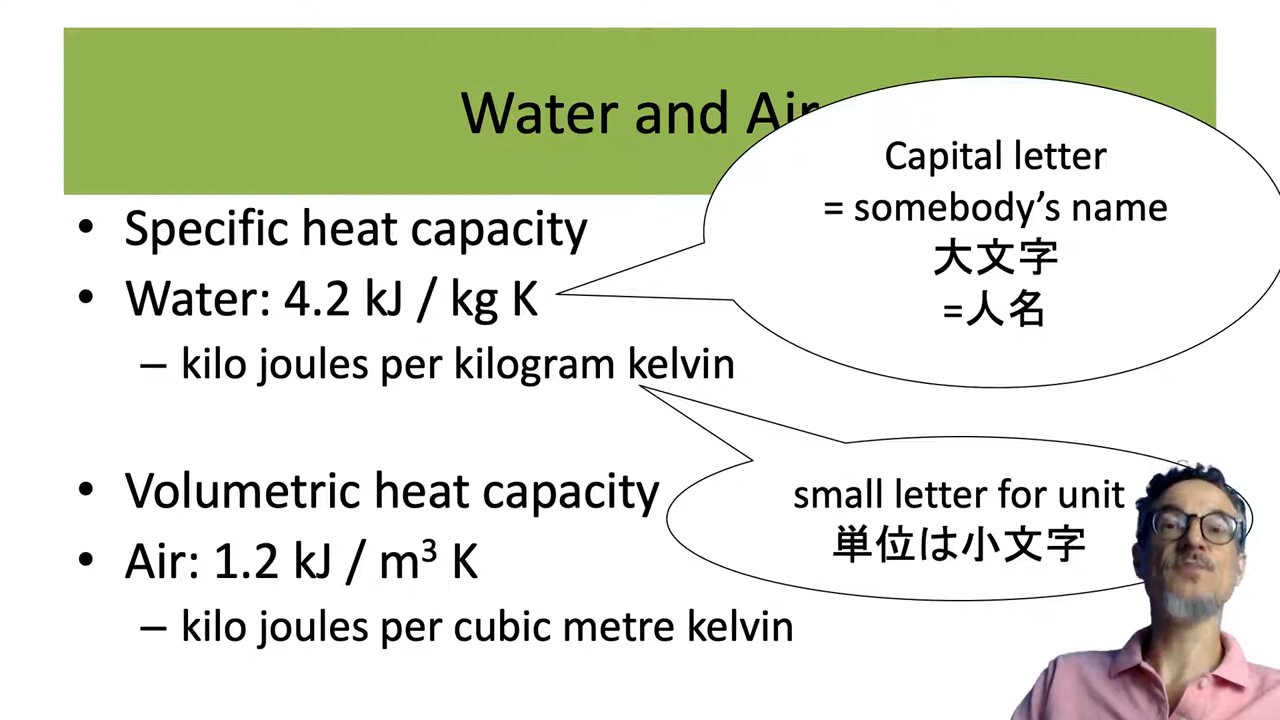 Water and Air
• Specific heat capacity
• Water: 4.2 kJ / kg K
– kilo joules per kilogram kelvin
• Volumetric heat capacity
• Air: 1.2 kJ / m³ K
– kilo joules per cubic metre kelvin
Capital letter
= somebody's name
大文字
=人名
small letter for unit
単位は小文字